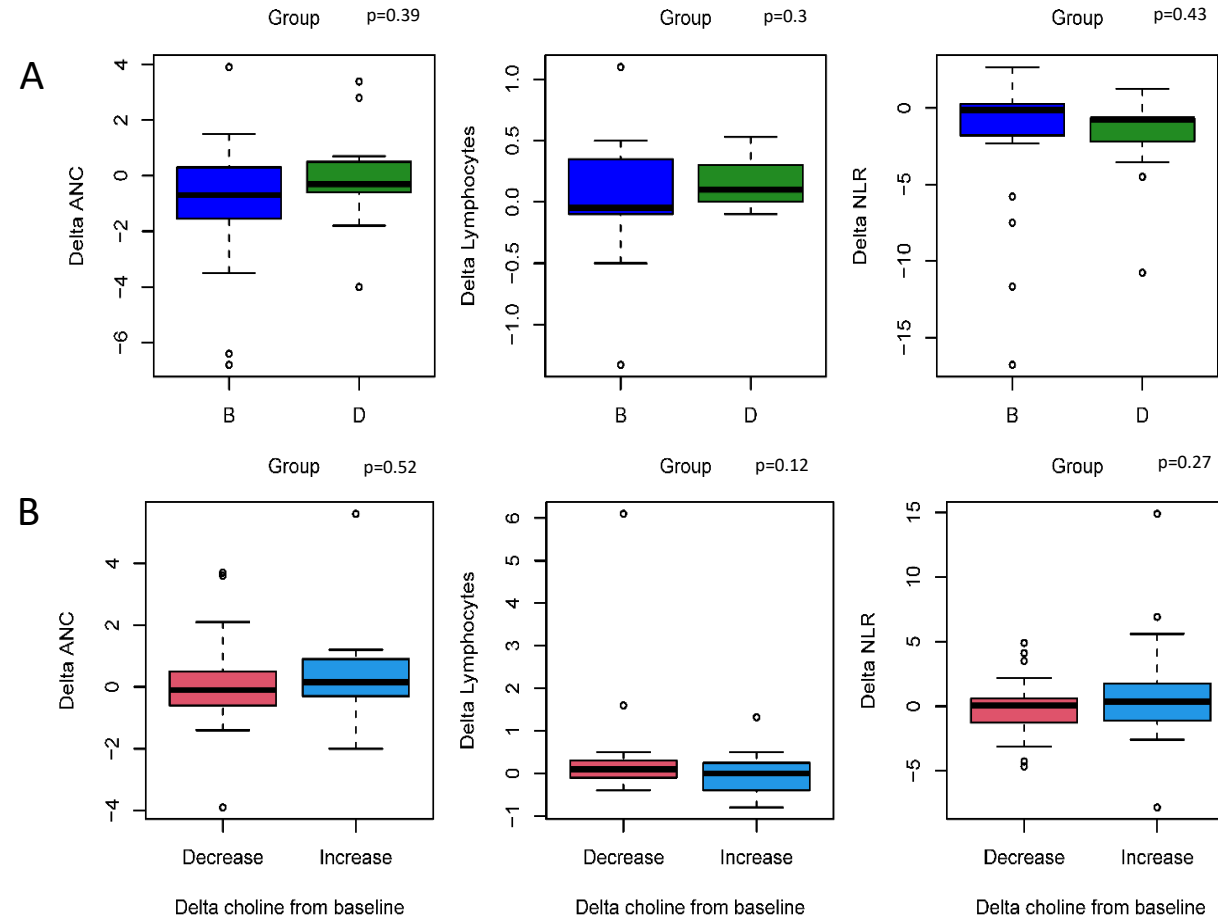 Group p=0.39
Group p=0.3
Group p=0.43
A
Delta ANC
4
2
0
−2
−4
−6
B D
Delta Lymphocytes
1.0
0.5
0.0
−0.5
−1.0
B D
Delta NLR
0
−5
−10
−15
B D
Group p=0.52
Group p=0.12
Group p=0.27
B
Delta ANC
4
2
0
−2
−4
Decrease Increase
Delta choline from baseline
Delta Lymphocytes
6
5
4
3
2
1
0
−1
Decrease Increase
Delta choline from baseline
Delta NLR
15
10
5
0
−5
Decrease Increase
Delta choline from baseline